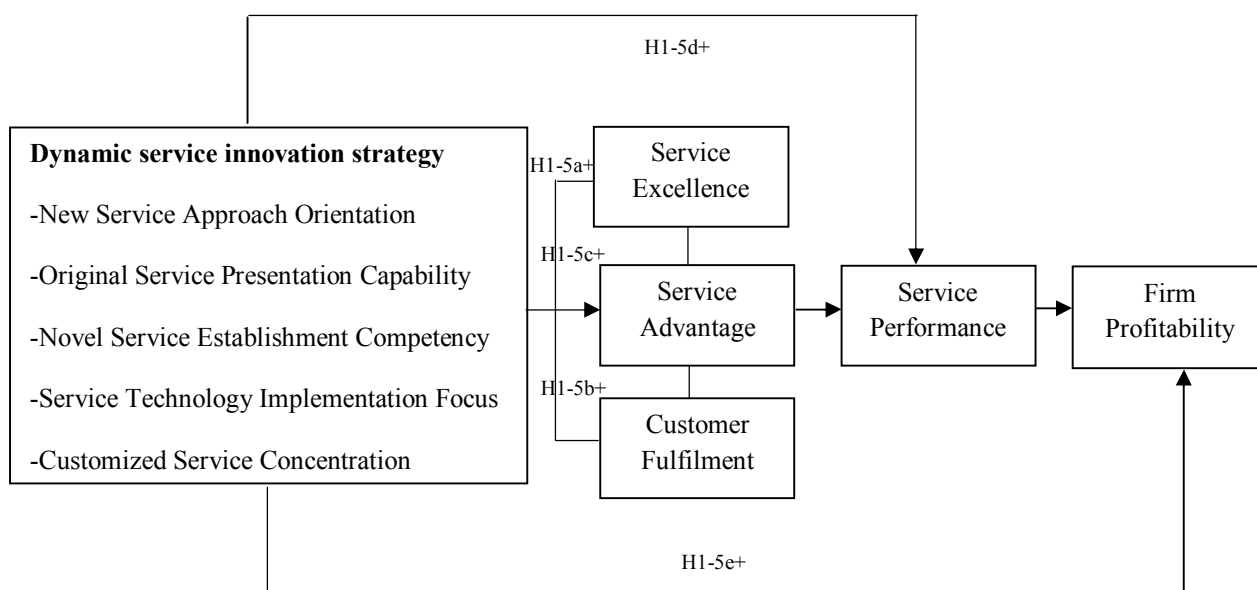 H1-5d+
Dynamic service innovation strategy
-New Service Approach Orientation
-Original Service Presentation Capability
-Novel Service Establishment Competency
-Service Technology Implementation Focus
-Customized Service Concentration
H1-5a+
H1-5c+
H1-5b+
Service
Excellence
Service
Advantage
Customer
Fulfilment
Service
Performance
Firm
Profitability
H1-5e+